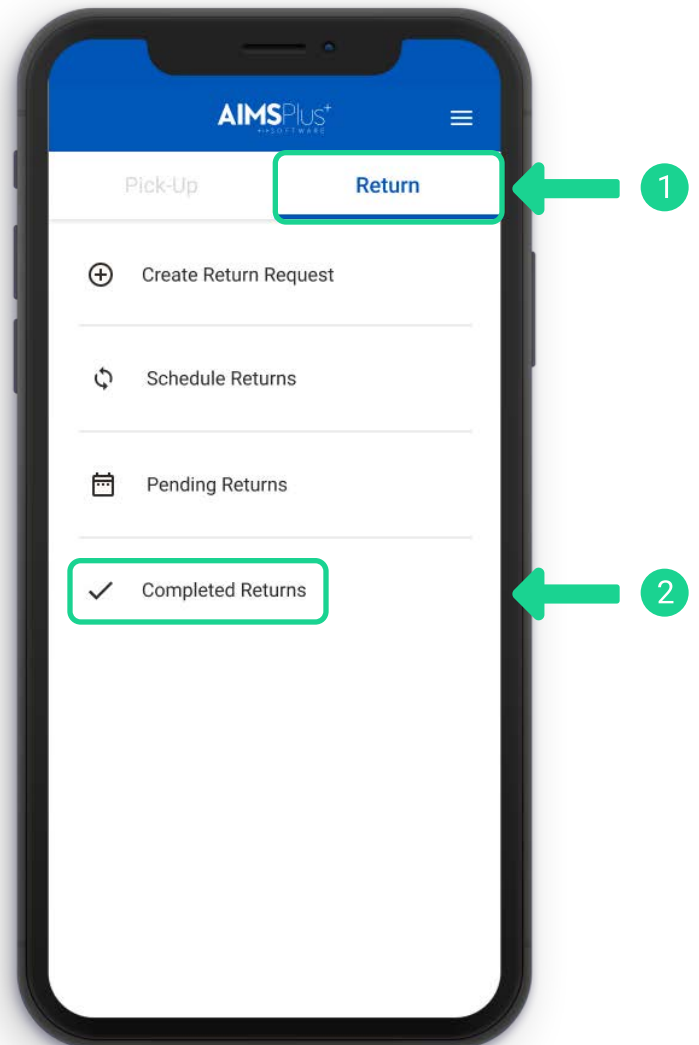 AIMSPlus+
SOFTWARE
Pick-Up
Return
1
Create Return Request
Schedule Returns
Pending Returns
Completed Returns
2